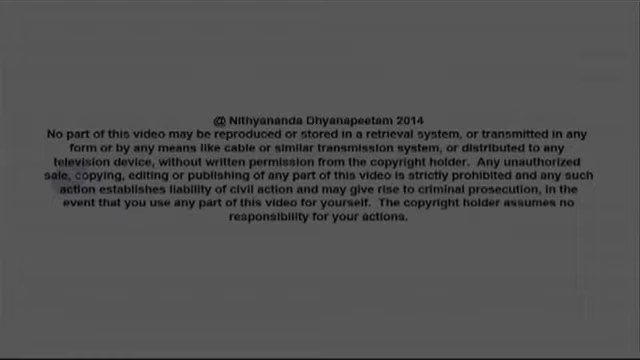 @ Nithyananda Dhyanapeetam 2014
No part of this video may be reproduced or stored in a retrieval system, or transmitted in any
form or by any means like cable or similar transmission system, or distributed to any
television device, without written permission from the copyright holder.  Any unauthorized
sale, copying, editing or publishing of any part of this video is strictly prohibited and any such
action establishes liability of civil action and may give rise to criminal prosecution, in the
event that you use any part of this video for yourself.  The copyright holder assumes no
responsibility for your actions.